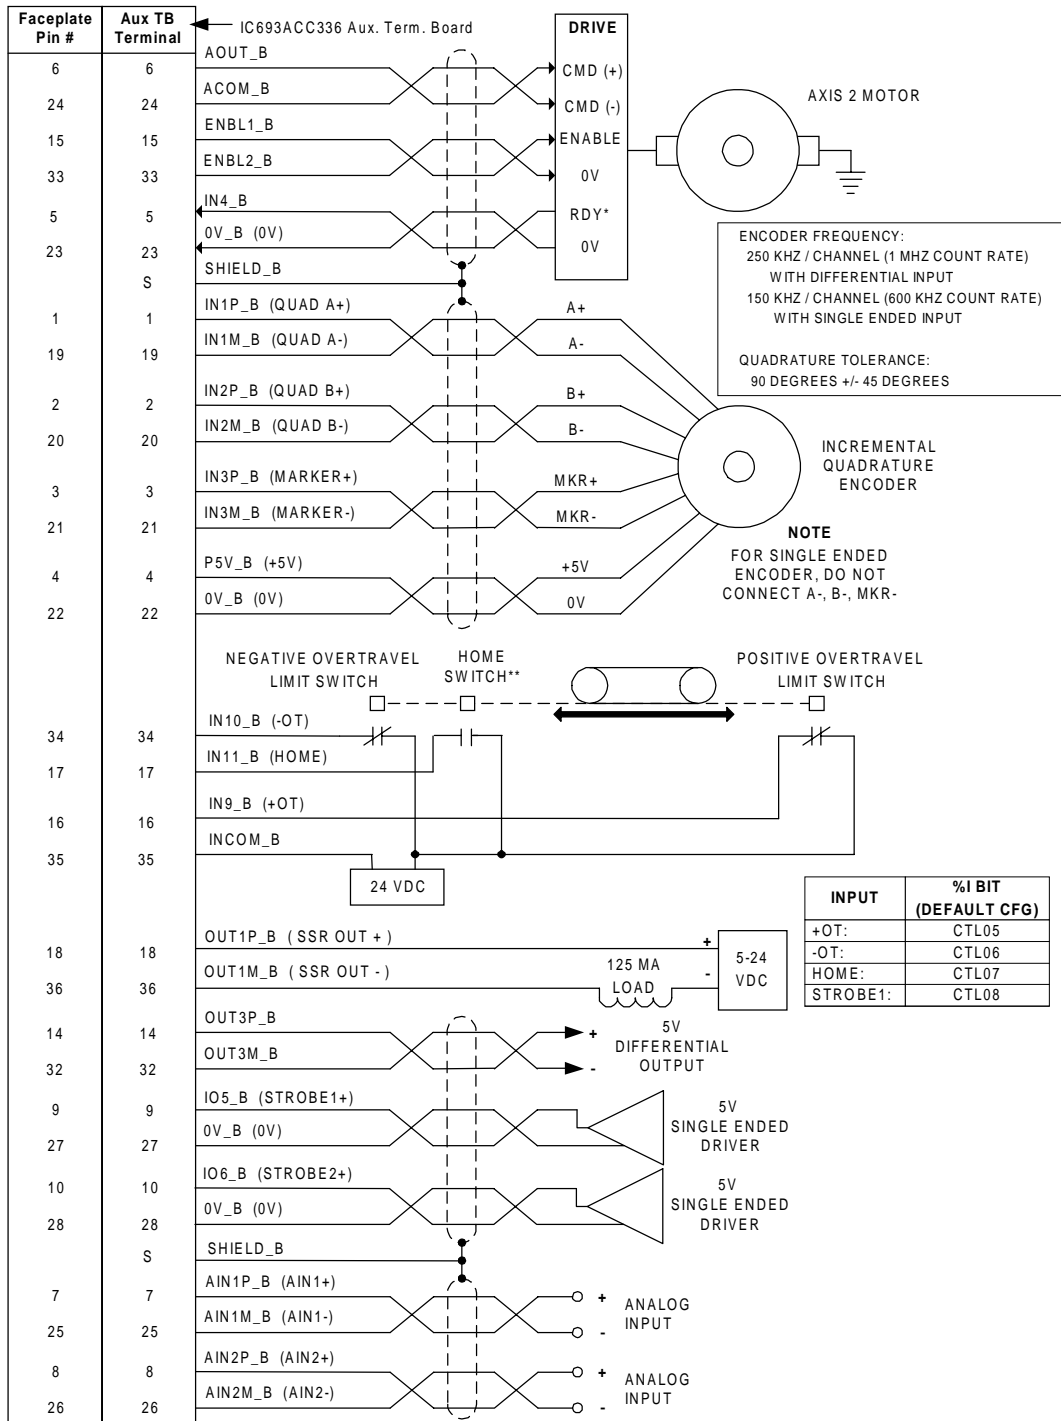 Faceplate Pin #
Aux TB Terminal
IC693ACC336 Aux. Term. Board
DRIVE
6 6 AOUT_B CMD (+)
24 24 ACOM_B CMD (-)
AXIS 2 MOTOR
15 15 ENBL1_B ENABLE
33 33 ENBL2_B 0V
5 5 IN4_B RDY*
23 23 0V_B (0V) 0V
S SHIELD_B
ENCODER FREQUENCY:
250 KHZ / CHANNEL (1 MHZ COUNT RATE)
WITH DIFFERENTIAL INPUT
150 KHZ / CHANNEL (600 KHZ COUNT RATE)
WITH SINGLE ENDED INPUT
QUADRATURE TOLERANCE:
90 DEGREES +/- 45 DEGREES
1 1 IN1P_B (QUAD A+) A+
19 19 IN1M_B (QUAD A-) A-
2 2 IN2P_B (QUAD B+) B+
20 20 IN2M_B (QUAD B-) B-
3 3 IN3P_B (MARKER+) MKR+
21 21 IN3M_B (MARKER-) MKR-
4 4 P5V_B (+5V) +5V
22 22 0V_B (0V) 0V
INCREMENTAL
QUADRATURE
ENCODER
NOTE
FOR SINGLE ENDED
ENCODER, DO NOT
CONNECT A-, B-, MKR-
NEGATIVE OVERTRAVEL
LIMIT SWITCH
HOME
SWITCH**
POSITIVE OVERTRAVEL
LIMIT SWITCH
34 34 IN10_B (-OT)
17 17 IN11_B (HOME)
16 16 IN9_B (+OT)
35 35 INCOM_B
24 VDC
INPUT %I BIT (DEFAULT CFG)
+OT: CTL05
-OT: CTL06
HOME: CTL07
STROBE1: CTL08
18 18 OUT1P_B ( SSR OUT + ) +
36 36 OUT1M_B ( SSR OUT - ) -
125 MA
LOAD
5-24
VDC
14 14 OUT3P_B +
32 32 OUT3M_B -
5V
DIFFERENTIAL
OUTPUT
9 9 IO5_B (STROBE1+)
27 27 0V_B (0V)
5V
SINGLE ENDED
DRIVER
10 10 IO6_B (STROBE2+)
28 28 0V_B (0V)
5V
SINGLE ENDED
DRIVER
S SHIELD_B
7 7 AIN1P_B (AIN1+) +
25 25 AIN1M_B (AIN1-) -
ANALOG
INPUT
8 8 AIN2P_B (AIN2+) +
26 26 AIN2M_B (AIN2-) -
ANALOG
INPUT